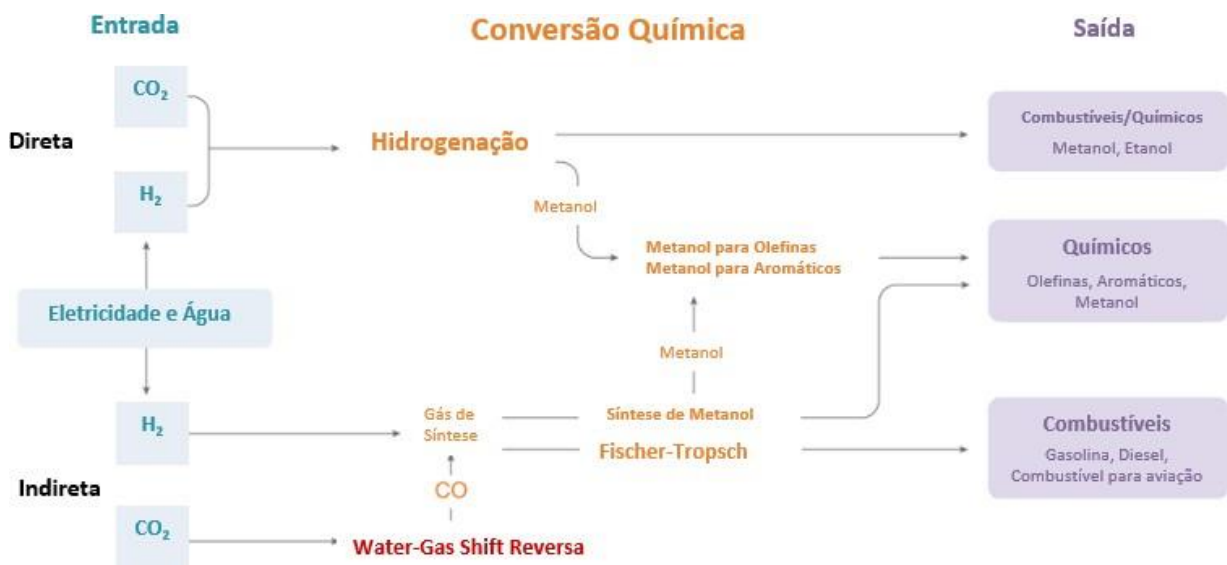 Entrada
Conversão Química
Saída
CO₂
Direta
Hidrogenação
Combustíveis/Químicos
Metanol, Etanol
H₂
Metanol
Metanol para Olefinas
Metanol para Aromáticos
Químicos
Olefinas, Aromáticos,
Metanol
Eletricidade e Água
Metanol
H₂
Gás de
Síntese
Síntese de Metanol
Fischer-Tropsch
Combustíveis
Gasolina, Diesel,
Combustível para aviação
Indireta
CO
CO₂
Water-Gas Shift Reversa